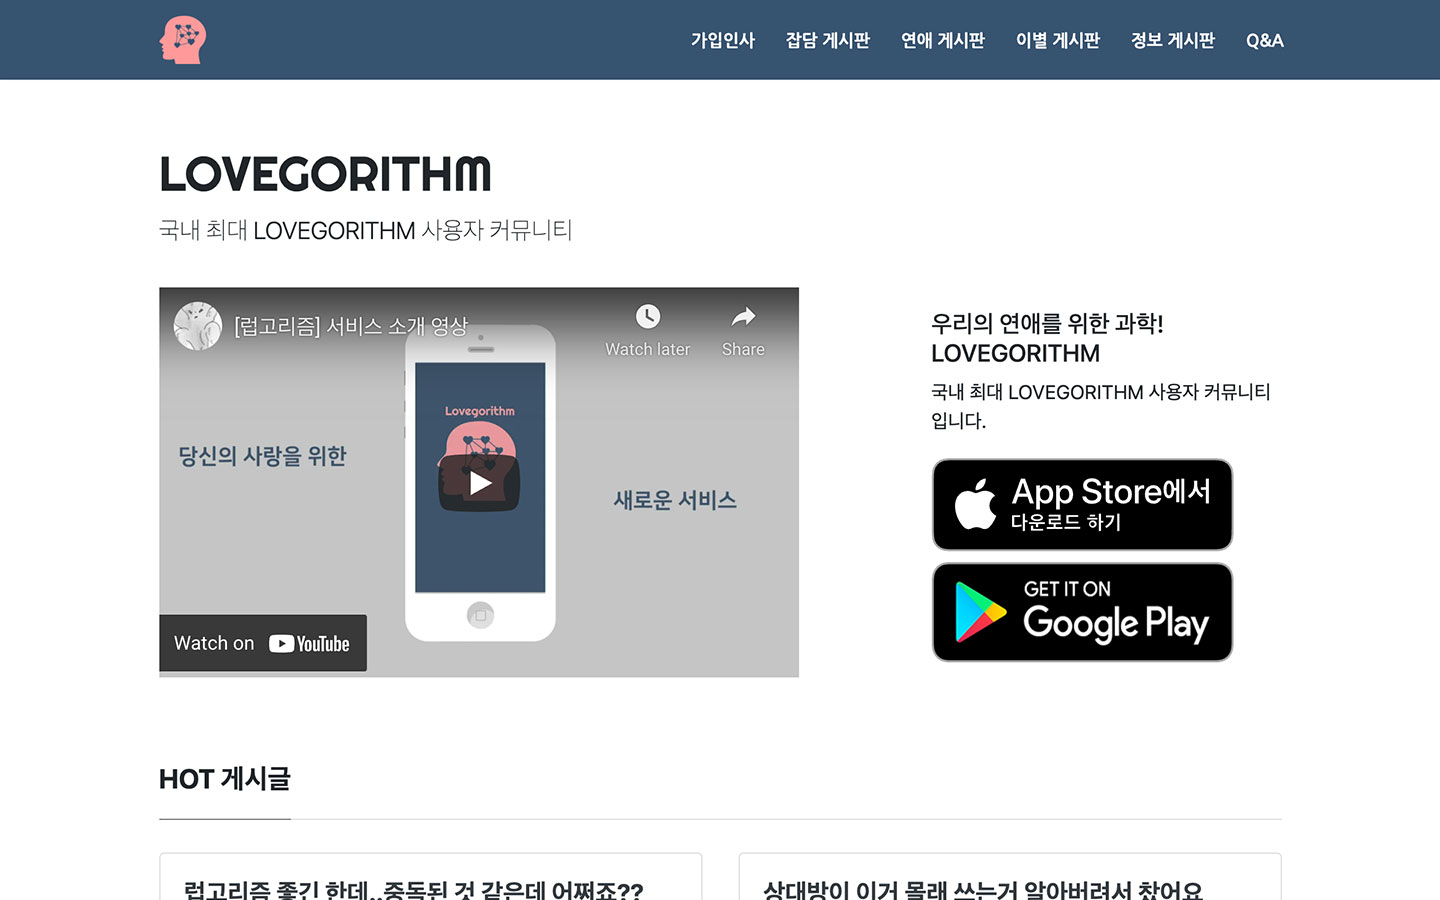 가입인사 잡담 게시판 연애 게시판 이별 게시판 정보 게시판 Q&A
LOVEGORITHM
국내 최대 LOVEGORITHM 사용자 커뮤니티
[럽고리즘] 서비스 소개 영상
Watch later Share
Lovegorithm
당신의 사랑을 위한
새로운 서비스
Watch on YouTube
우리의 연애를 위한 과학!
LOVEGORITHM
국내 최대 LOVEGORITHM 사용자 커뮤니티
입니다.
App Store에서
다운로드 하기
GET IT ON
Google Play
HOT 게시글
럽고리즘 좋긴 한데..중독된 것 같은데 어쩌죠??
상대방이 이거 몰래 쓰는거 알아버려서 찼어요